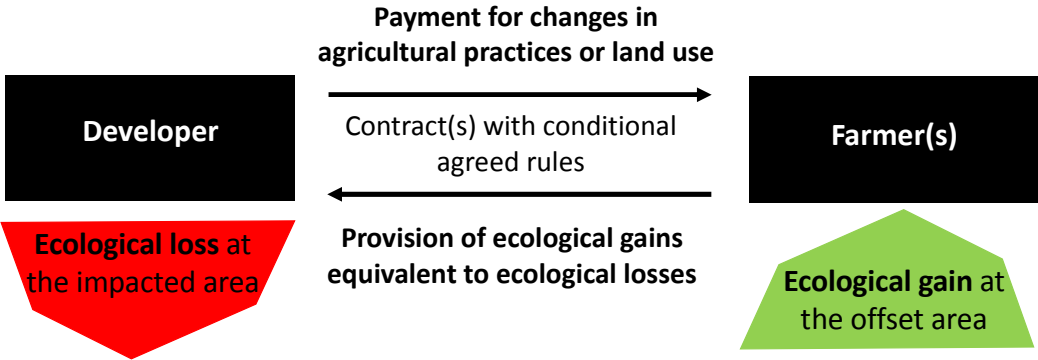 Payment for changes in
agricultural practices or land use
Developer
Contract(s) with conditional
agreed rules
Farmer(s)
Ecological loss at
the impacted area
Provision of ecological gains
equivalent to ecological losses
Ecological gain at
the offset area